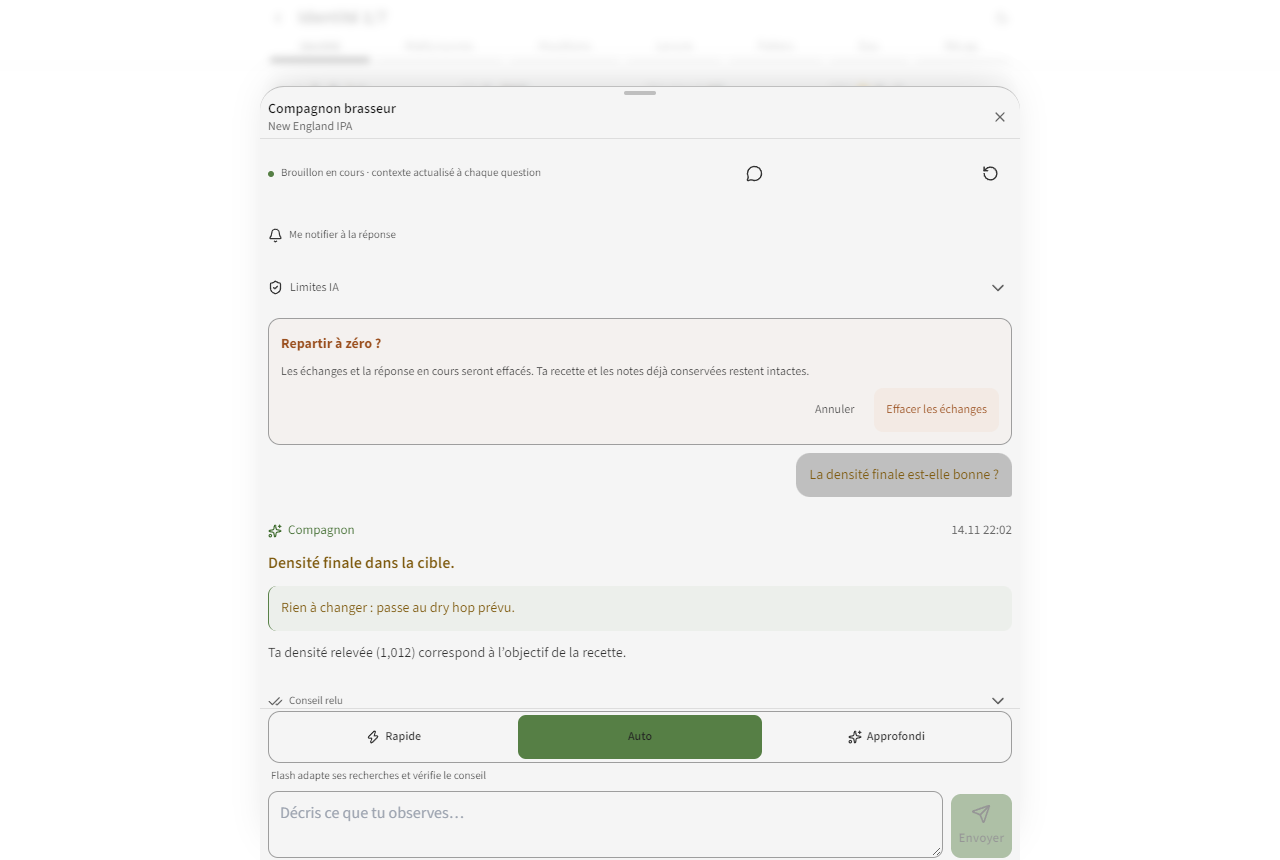 Compagnon brasseur
New England IPA
Brouillon en cours · contexte actualisé à chaque question
Me notifier à la réponse
Limites IA
Repartir à zéro ?
Les échanges et la réponse en cours seront effacés. Ta recette et les notes déjà conservées restent intactes.
Annuler
Effacer les échanges
La densité finale est-elle bonne ?
Compagnon
14.11 22:02
Densité finale dans la cible.
Rien à changer : passe au dry hop prévu.
Ta densité relevée (1,012) correspond à l’objectif de la recette.
Conseil relu
Rapide
Auto
Approfondi
Flash adapte ses recherches et vérifie le conseil
Décris ce que tu observes…
Envoyer